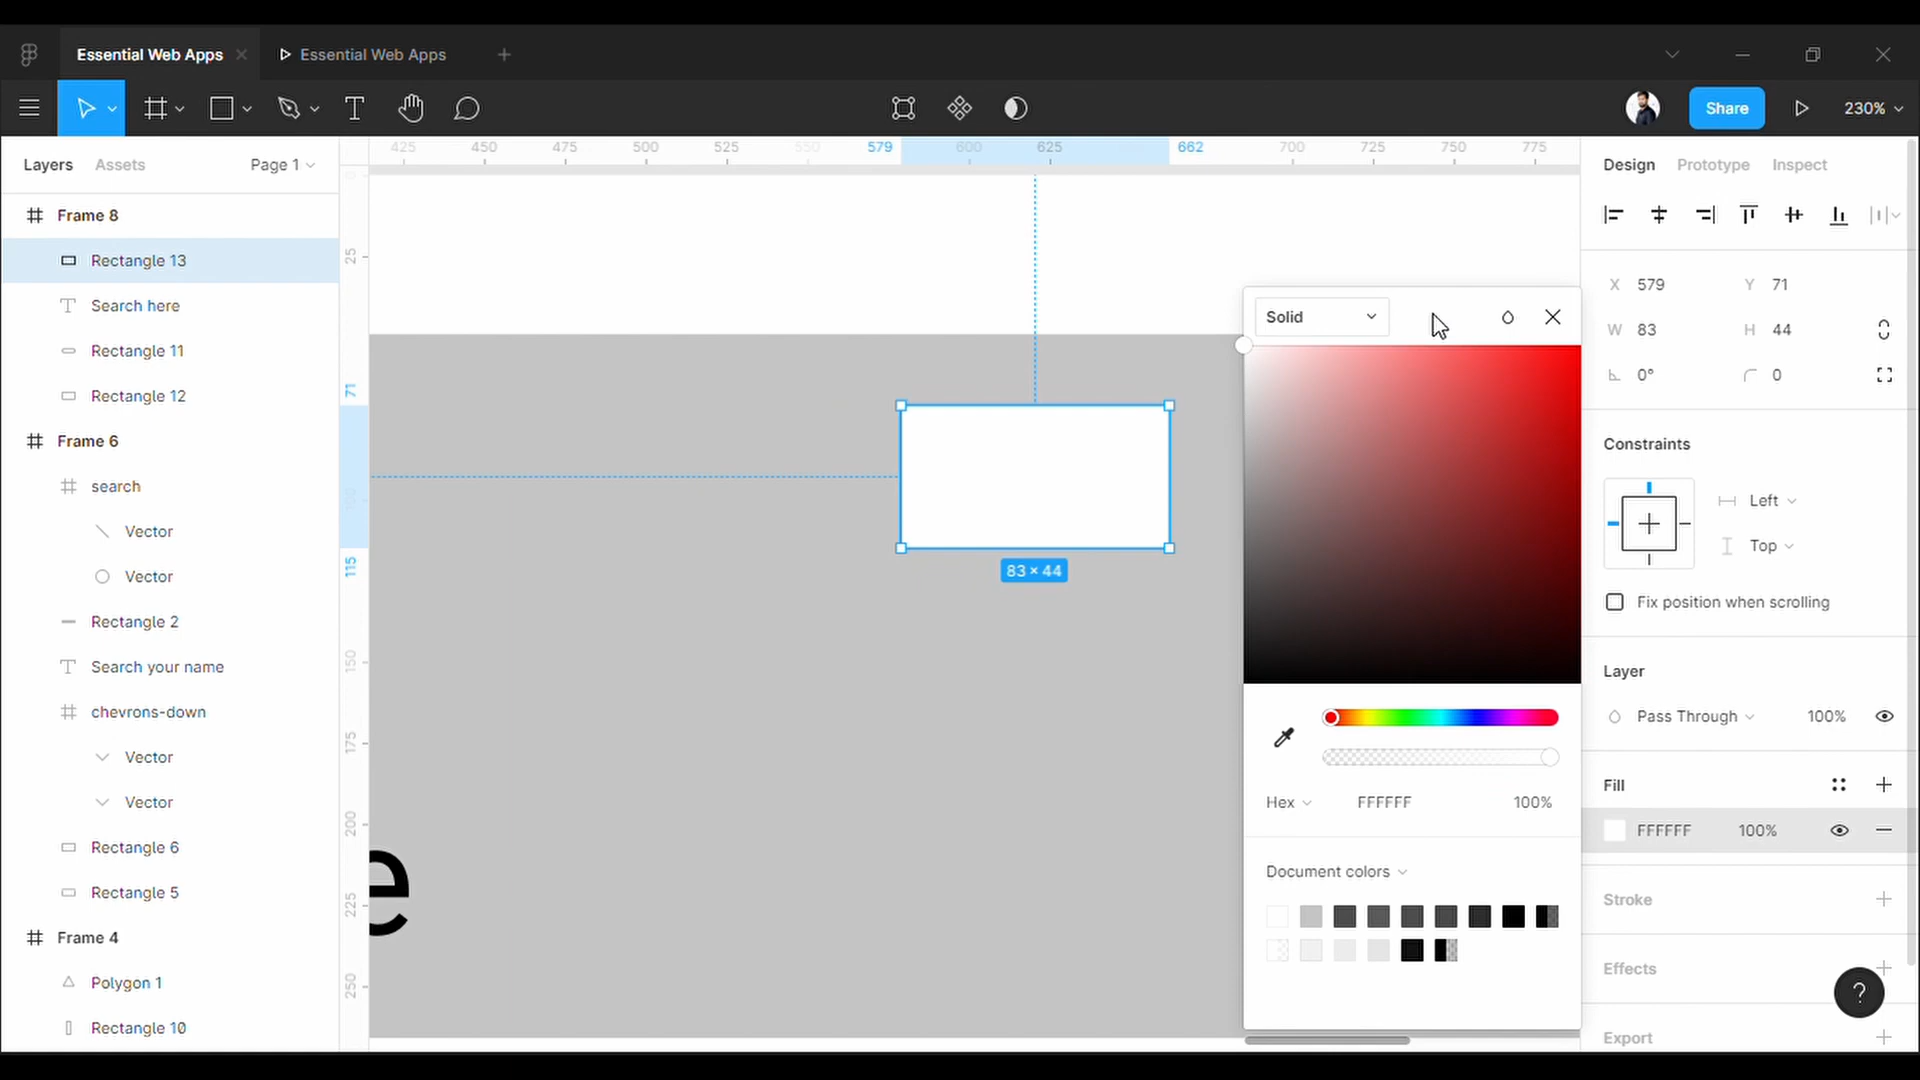 Essential Web Apps
Essential Web Apps
Share
230%
Layers
Assets
Page 1
425
450
475
500
525
550
579
600
625
662
700
725
750
775
Design
Prototype
Inspect
Frame 8
Rectangle 13
Search here
Rectangle 11
Rectangle 12
Frame 6
search
Vector
Vector
Rectangle 2
Search your name
chevrons-down
Vector
Vector
Rectangle 6
Rectangle 5
Frame 4
Polygon 1
Rectangle 10
25
71
100
115
150
175
200
225
250
83 × 44
e
Solid
Hex
FFFFFF
100%
Document colors
X 579
Y 71
W 83
H 44
0°
0
Constraints
Left
Top
Fix position when scrolling
Layer
Pass Through
100%
Fill
FFFFFF
100%
Stroke
Effects
?
Export